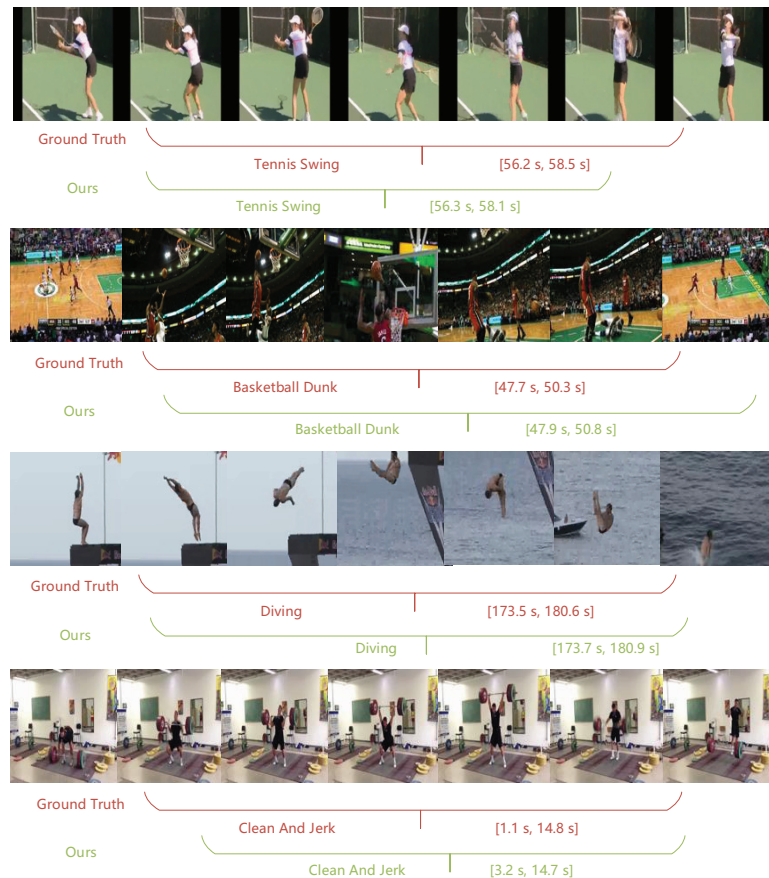 Ground Truth
Tennis Swing [56.2 s, 58.5 s]
Ours
Tennis Swing [56.3 s, 58.1 s]
Ground Truth
Basketball Dunk [47.7 s, 50.3 s]
Ours
Basketball Dunk [47.9 s, 50.8 s]
Ground Truth
Diving [173.5 s, 180.6 s]
Ours
Diving [173.7 s, 180.9 s]
Ground Truth
Clean And Jerk [1.1 s, 14.8 s]
Ours
Clean And Jerk [3.2 s, 14.7 s]